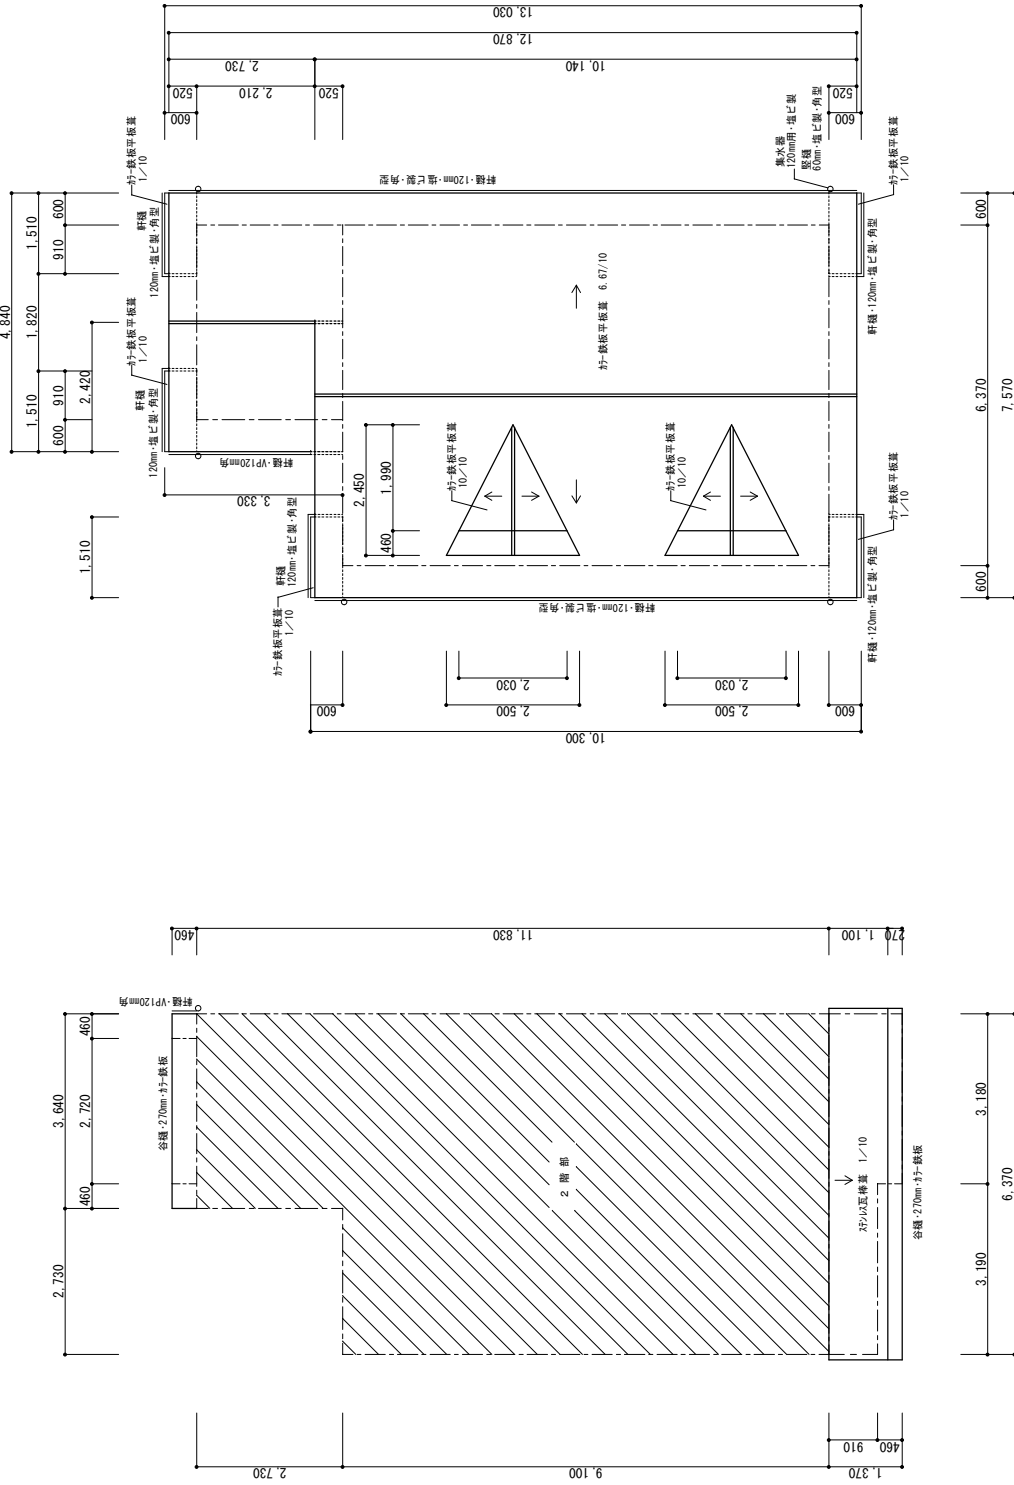 13,030
12,870
2,730
10,140
520
2,210
520
520
600
600
ｶﾗｰ鉄板平板葺
1/10
集水器
120mm用・塩ビ製
竪樋
60mm・塩ビ製・角型
ｶﾗｰ鉄板平板葺
1/10
軒樋・120mm・塩ビ製・角型
4,840
1,510
1,820
1,510
600
910
910
600
2,420
軒樋
120mm・塩ビ製・角型
ｶﾗｰ鉄板平板葺
1/10
軒樋
120mm・塩ビ製・角型
軒樋・VP120mm角
3,330
ｶﾗｰ鉄板平板葺 6.67/10
軒樋・120mm・塩ビ製・角型
600
6,370
7,570
600
2,450
1,990
460
ｶﾗｰ鉄板平板葺
10/10
ｶﾗｰ鉄板平板葺
10/10
1,510
軒樋
120mm・塩ビ製・角型
ｶﾗｰ鉄板平板葺
1/10
軒樋・120mm・塩ビ製・角型
ｶﾗｰ鉄板平板葺
1/10
軒樋・120mm・塩ビ製・角型
600
2,030
2,500
2,030
2,500
600
10,300
460
11,830
1,100
270
軒樋・VP120mm角
谷樋・270mm・ｶﾗｰ鉄板
3,640
2,730
460
2,720
460
2 階 部
ｽﾃﾝﾚｽ瓦棒葺 1/10
谷樋・270mm・ｶﾗｰ鉄板
3,180
3,190
6,370
2,730
9,100
910
460
1,370